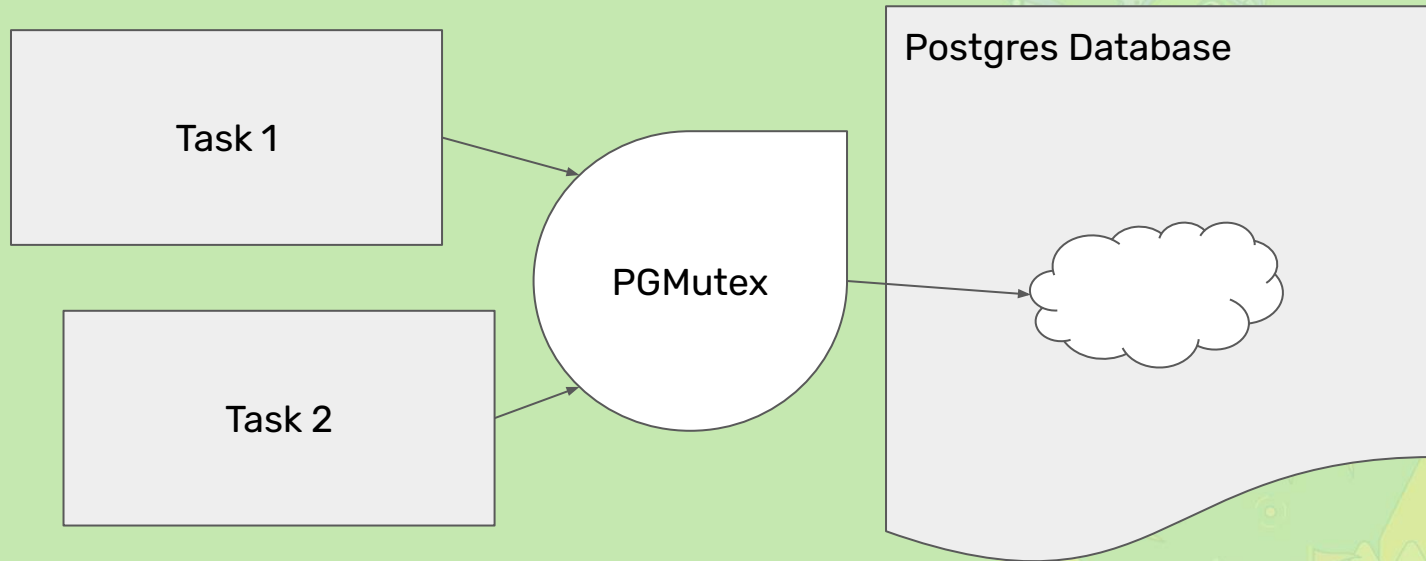 Postgres Database
Task 1
PGMutex
Task 2